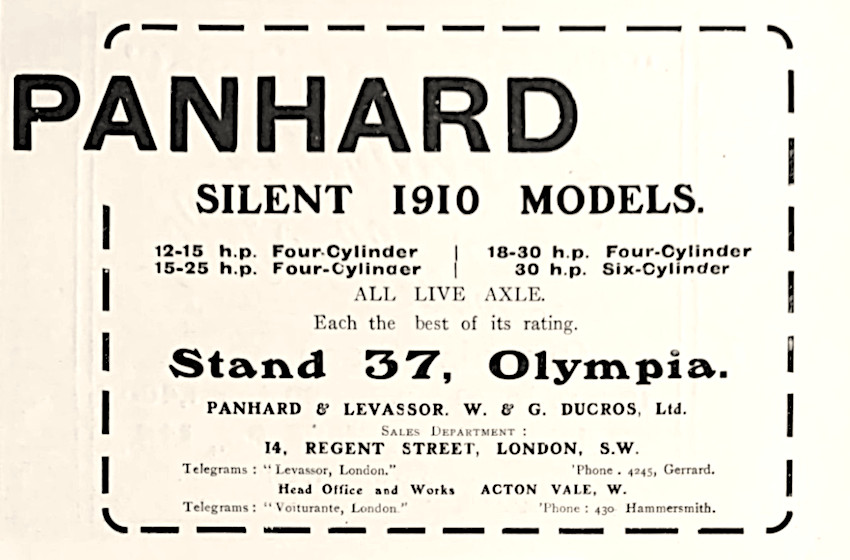 PANHARD
SILENT 1910 MODELS.
12-15 h.p. Four-Cylinder | 18-30 h.p. Four-Cylinder
15-25 h.p. Four-Cylinder | 30 h.p. Six-Cylinder
ALL LIVE AXLE.
Each the best of its rating.
Stand 37, Olympia.
PANHARD & LEVASSOR. W. & G. DUCROS, Ltd.
SALES DEPARTMENT :
14, REGENT STREET, LONDON, S.W.
Telegrams : "Levassor, London." 'Phone . 4245, Gerrard.
Head Office and Works ACTON VALE, W.
Telegrams : "Voiturante, London" 'Phone : 430 Hammersmith.